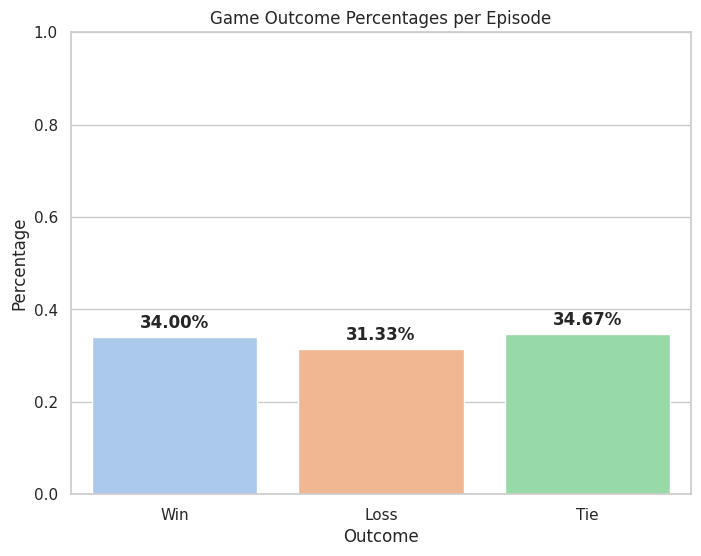 Game Outcome Percentages per Episode
Percentage
1.0
0.8
0.6
0.4
0.2
0.0
34.00%
31.33%
34.67%
Win
Loss
Tie
Outcome